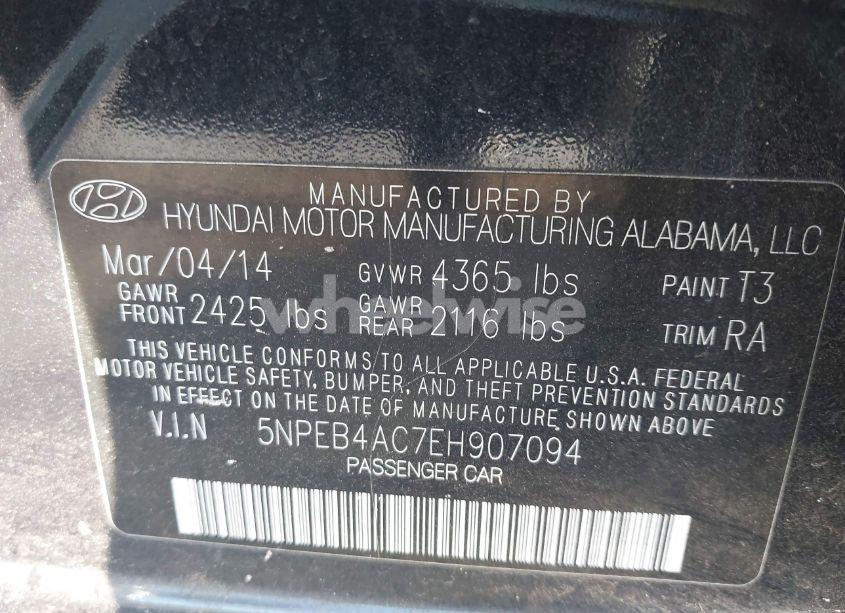 MANUFACTURED BY
HYUNDAI MOTOR MANUFACTURING ALABAMA, LLC
Mar/04/14 GVWR 4365 lbs PAINT T3
GAWR FRONT 2425 lbs GAWR REAR 2116 lbs TRIM RA
THIS VEHICLE CONFORMS TO ALL APPLICABLE U.S.A. FEDERAL
MOTOR VEHICLE SAFETY, BUMPER, AND THEFT PREVENTION STANDARDS
IN EFFECT ON THE DATE OF MANUFACTURE SHOWN ABOVE.
V.I.N 5NPEB4AC7EH907094
PASSENGER CAR
wheelwise